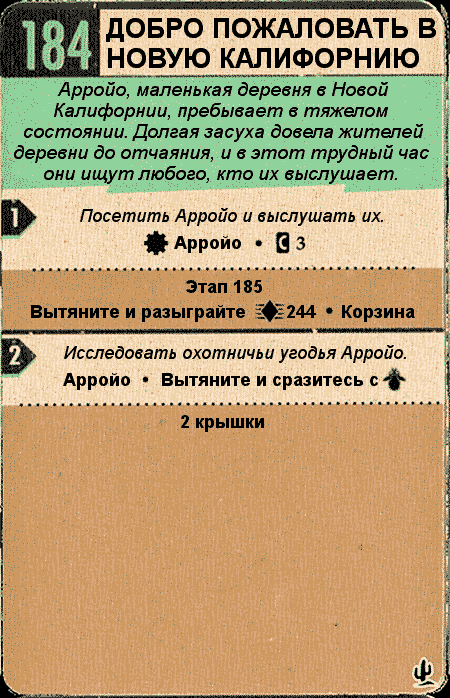 184
ДОБРО ПОЖАЛОВАТЬ В
НОВУЮ КАЛИФОРНИЮ
Арройо, маленькая деревня в Новой
Калифорнии, пребывает в тяжелом
состоянии. Долгая засуха довела жителей
деревни до отчаяния, и в этот трудный час
они ищут любого, кто их выслушает.
1
Посетить Арройо и выслушать их.
Арройо • C 3
Этап 185
Вытяните и разыграйте 244 • Корзина
2
Исследовать охотничьи угодья Арройо.
Арройо • Вытяните и сразитесь с
2 крышки